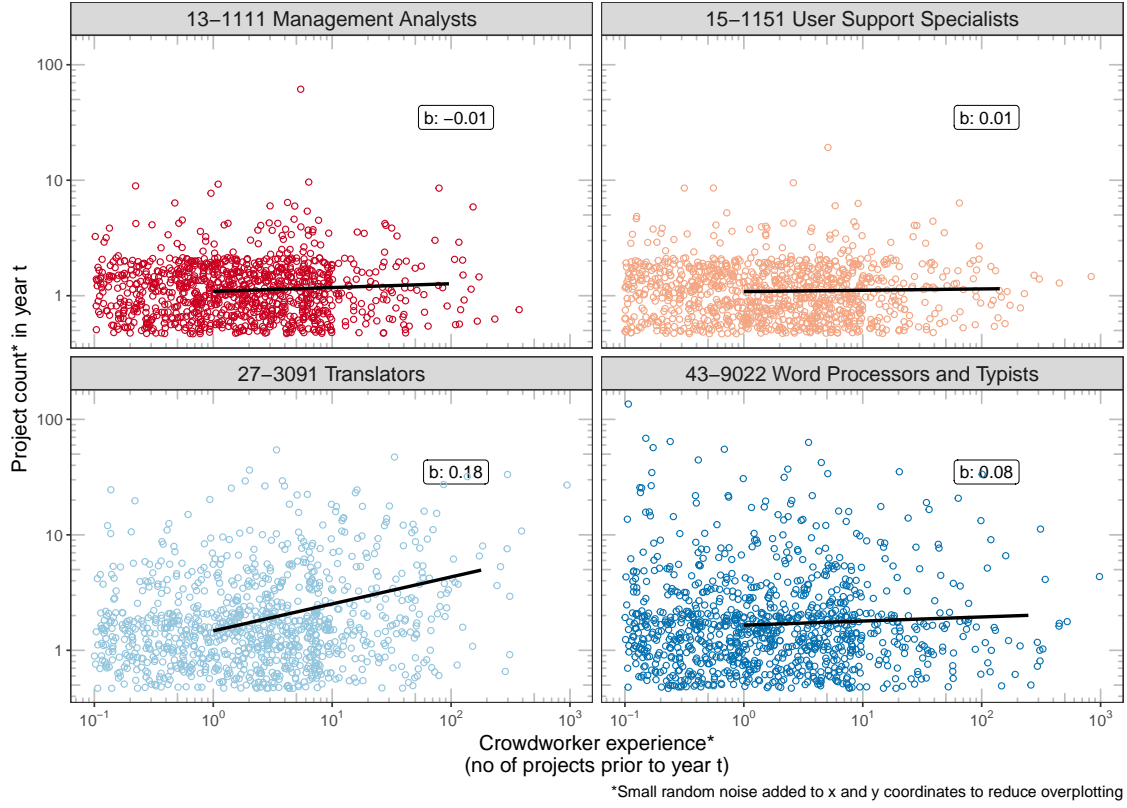 13−1111 Management Analysts
15−1151 User Support Specialists
100
10
1
b: −0.01
b: 0.01
27−3091 Translators
43−9022 Word Processors and Typists
100
10
1
b: 0.18
b: 0.08
Project count* in year t
10⁻¹ 10⁰ 10¹ 10² 10³
10⁻¹ 10⁰ 10¹ 10² 10³
Crowdworker experience*
(no of projects prior to year t)
*Small random noise added to x and y coordinates to reduce overplotting